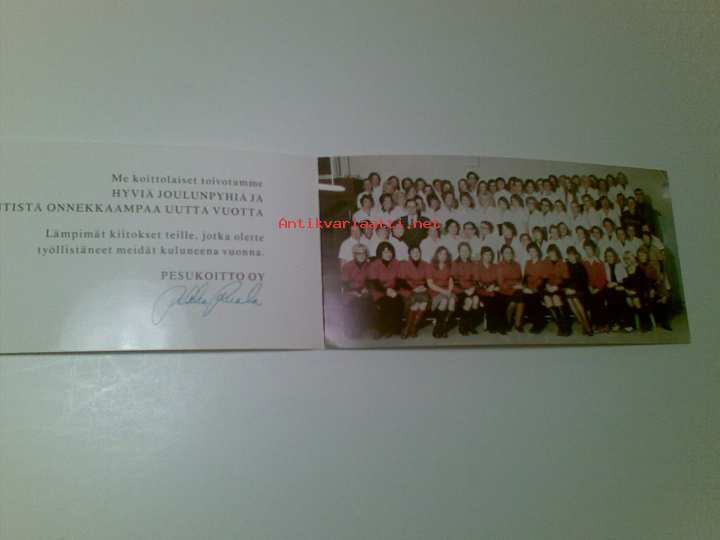 Me koittolaiset toivotamme
HYVIÄ JOULUNPYHIÄ JA
ONNEKKAAMPAA UUTTA VUOTTA
Lämpimät kiitokset teille, jotka olette
työllistäneet meidät kuluneena vuonna.
PESUKOITTO OY
Antikvariaatti.net